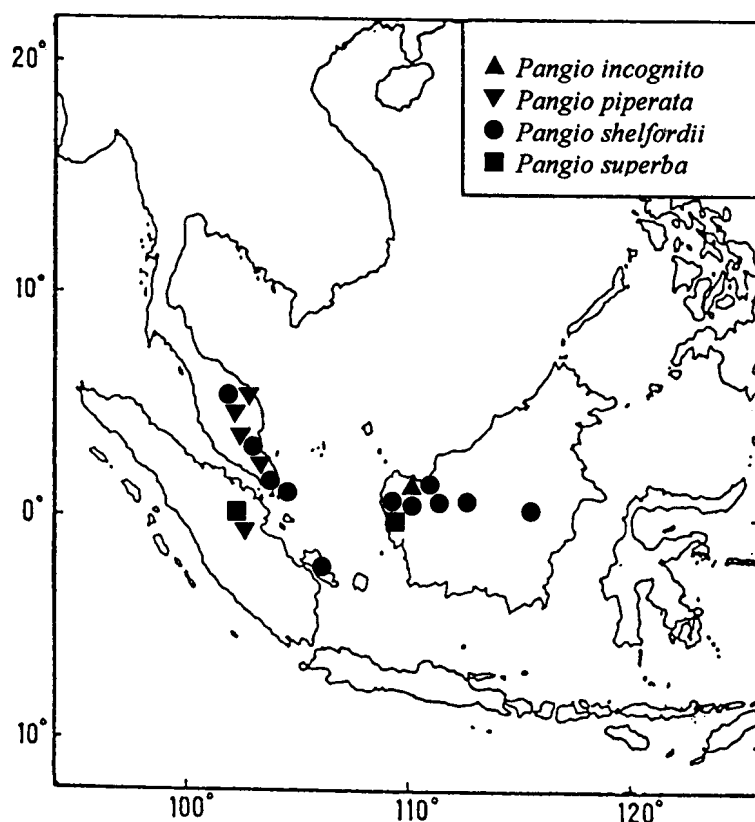 20°
▲ Pangio incognito
▼ Pangio piperata
● Pangio shelfordii
■ Pangio superba
10°
0°
10°
100°
110°
120°